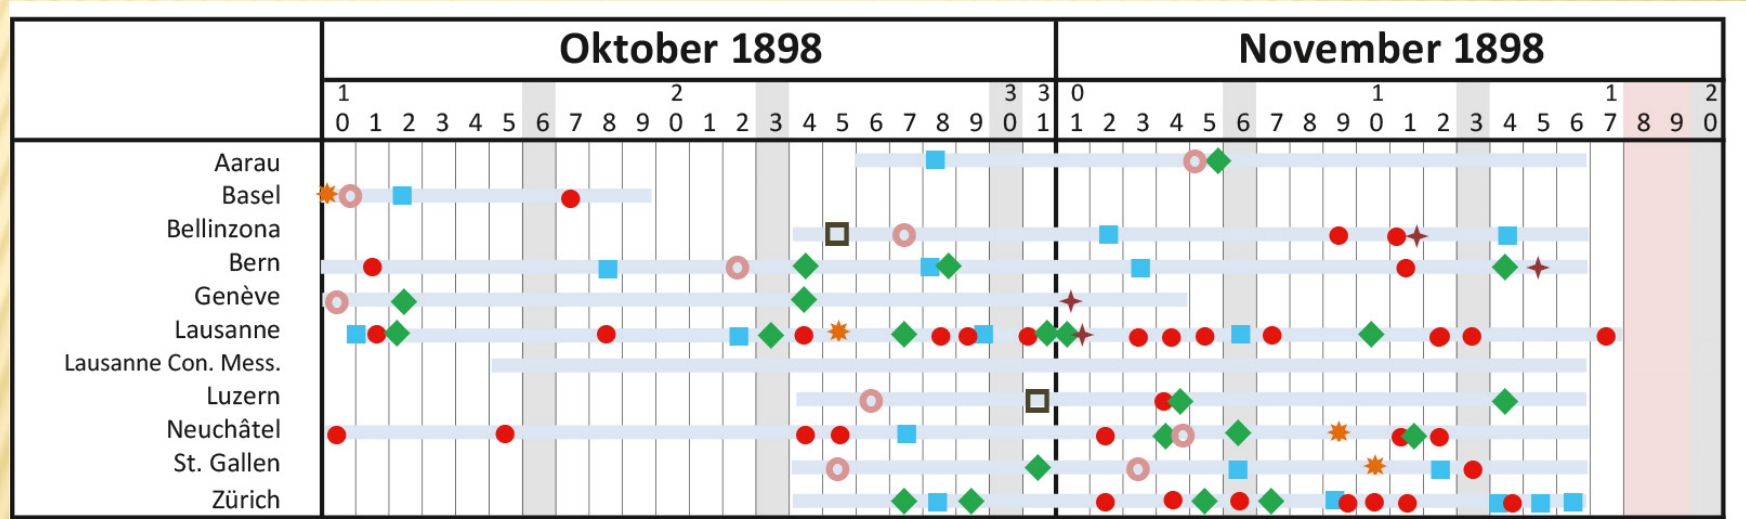 Oktober 1898 November 1898
1 2 3 3 0 1 1 2
0 1 2 3 4 5 6 7 8 9 0 1 2 3 4 5 6 7 8 9 0 1 1 2 3 4 5 6 7 8 9 0 1 2 3 4 5 6 7 8 9 0
Aarau
Basel
Bellinzona
Bern
Genève
Lausanne
Lausanne Con. Mess.
Luzern
Neuchâtel
St. Gallen
Zürich